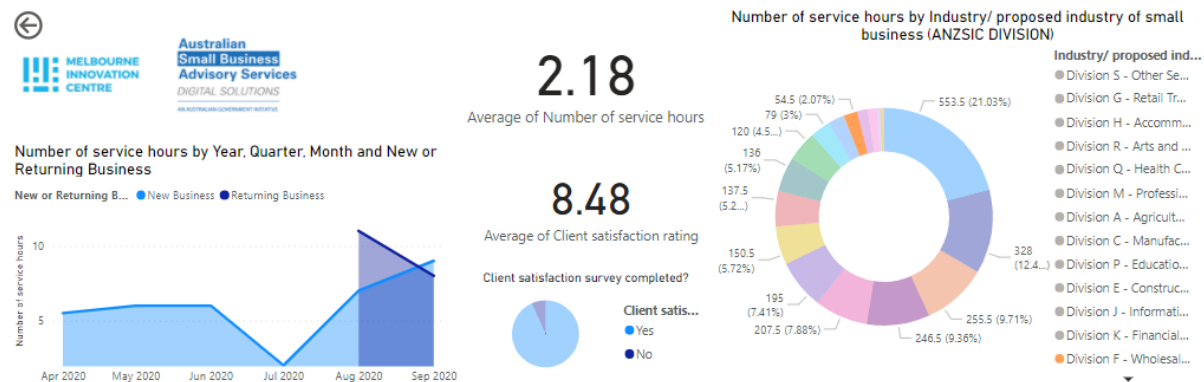 MELBOURNE
INNOVATION
CENTRE
Australian
Small Business
Advisory Services
DIGITAL SOLUTIONS
AN AUSTRALIAN GOVERNMENT INITIATIVE
Number of service hours by Year, Quarter, Month and New or
Returning Business
New or Returning B... New Business Returning Business
Number of service hours
10
5
Apr 2020 May 2020 Jun 2020 Jul 2020 Aug 2020 Sep 2020
2.18
Average of Number of service hours
8.48
Average of Client satisfaction rating
Client satisfaction survey completed?
Client satis...
Yes
No
Number of service hours by Industry/ proposed industry of small
business (ANZSIC DIVISION)
553.5 (21.03%)
328
(12.4...)
255.5 (9.71%)
246.5 (9.36%)
207.5 (7.88%)
195
(7.41%)
150.5
(5.72%)
137.5
(5.2...)
136
(5.17%)
120 (4.5...)
79 (3%)
54.5 (2.07%)
Industry/ proposed ind...
Division S - Other Se...
Division G - Retail Tr...
Division H - Accomm...
Division R - Arts and ...
Division Q - Health C...
Division M - Professi...
Division A - Agricult...
Division C - Manufac...
Division P - Educatio...
Division E - Construc...
Division J - Informati...
Division K - Financial...
Division F - Wholesal...